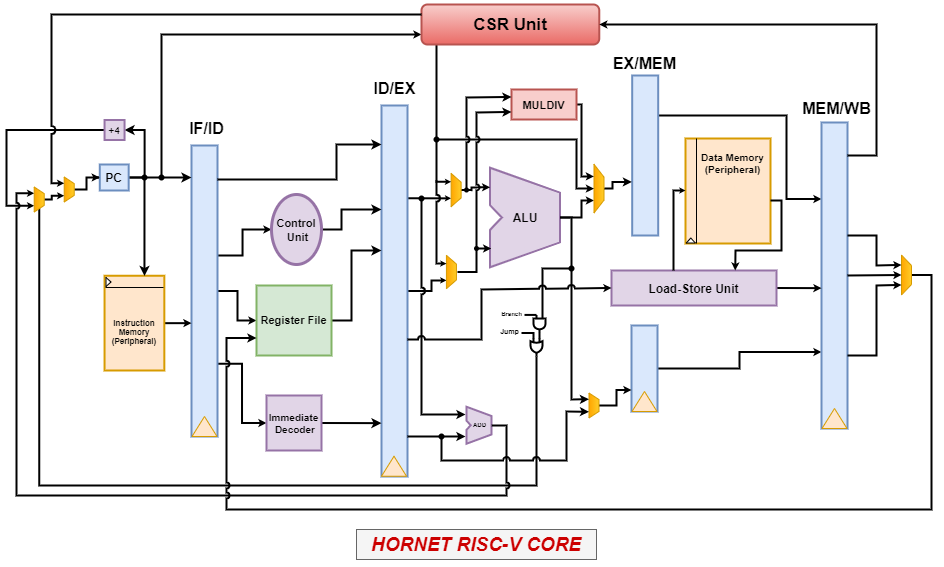 CSR Unit
EX/MEM
ID/EX
MEM/WB
MULDIV
IF/ID
+4
Data Memory
(Peripheral)
PC
ALU
Control
Unit
Load-Store Unit
Branch
Register File
Instruction
Memory
(Peripheral)
Jump
Immediate
Decoder
ADD
HORNET RISC-V CORE